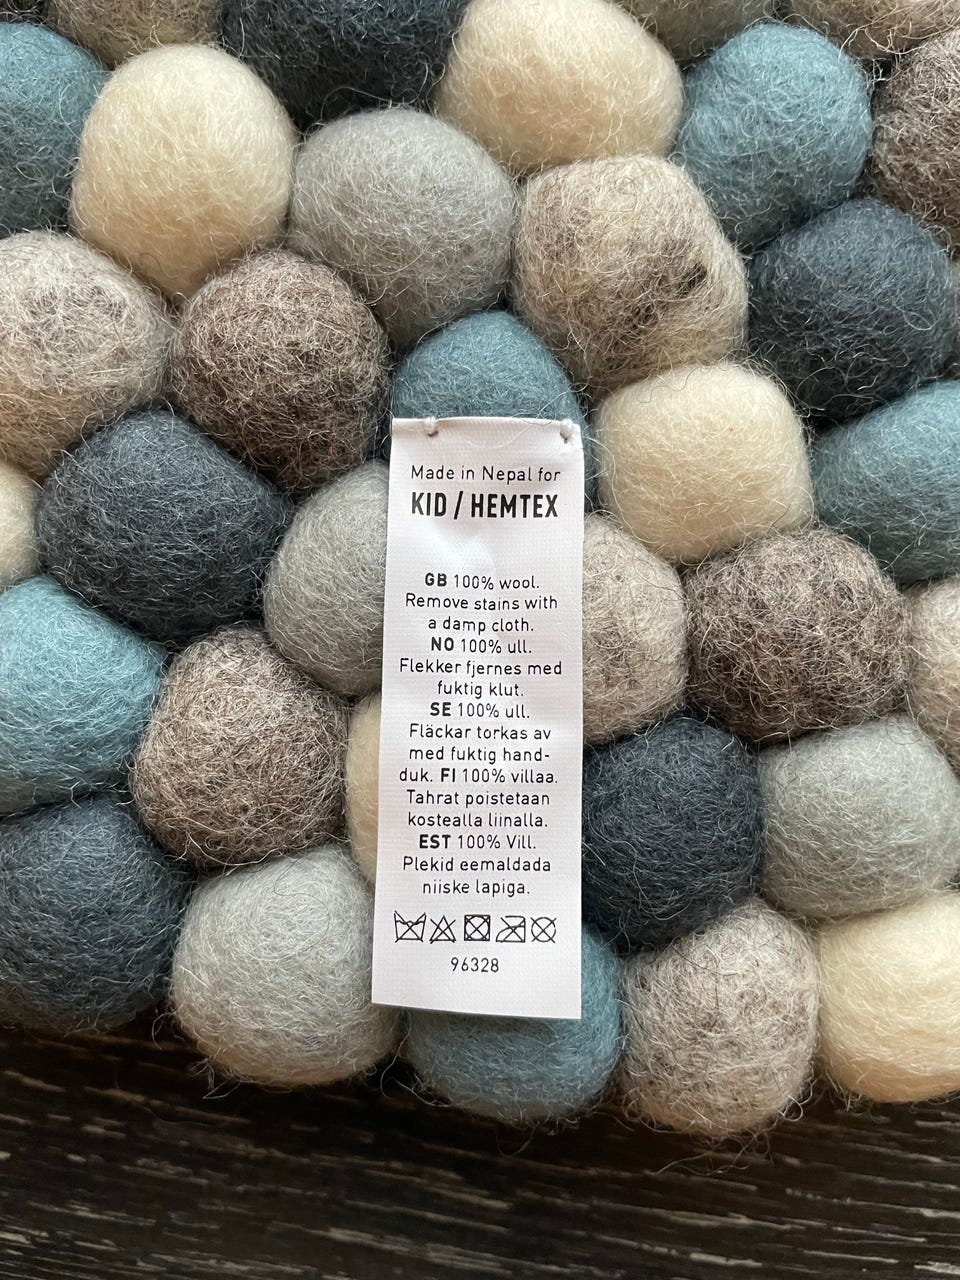 Made in Nepal for
KID / HEMTEX
GB 100% wool.
Remove stains with
a damp cloth.
NO 100% ull.
Flekker fjernes med
fuktig klut.
SE 100% ull.
Fläckar torkas av
med fuktig hand-
duk. FI 100% villaa.
Tahrat poistetaan
kostealla liinalla.
EST 100% Vill.
Plekid eemaldada
niiske lapiga.
96328